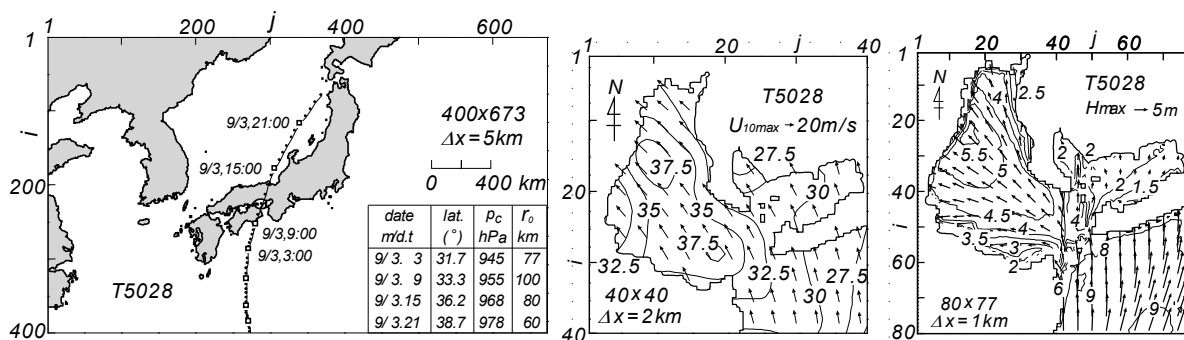 1 200 j 400 600
1
i
200
400
9/3,21:00
9/3,15:00
9/3,9:00
9/3,3:00
400x673
Δx=5km
0 400 km
T5028
date lat. pc r₀
m/d.t (°) hPa km
9/3. 3 31.7 945 77
9/3. 9 33.3 955 100
9/3.15 36.2 968 80
9/3.21 38.7 978 60
1 20 j 40
1
N
T5028
U10max → 20m/s
20
i
40
37.5
27.5
30
35
35
37.5
32.5
32.5
27.5
30
40x40
Δx=2km
1 20 40 j 60
1
N
T5028
Hmax → 5m
20
40
i
60
80
4
2.5
5.5
5
2
2
2
1.5
4.5
4
3.5
3
2
8
6
9
9
80x77
Δx=1km